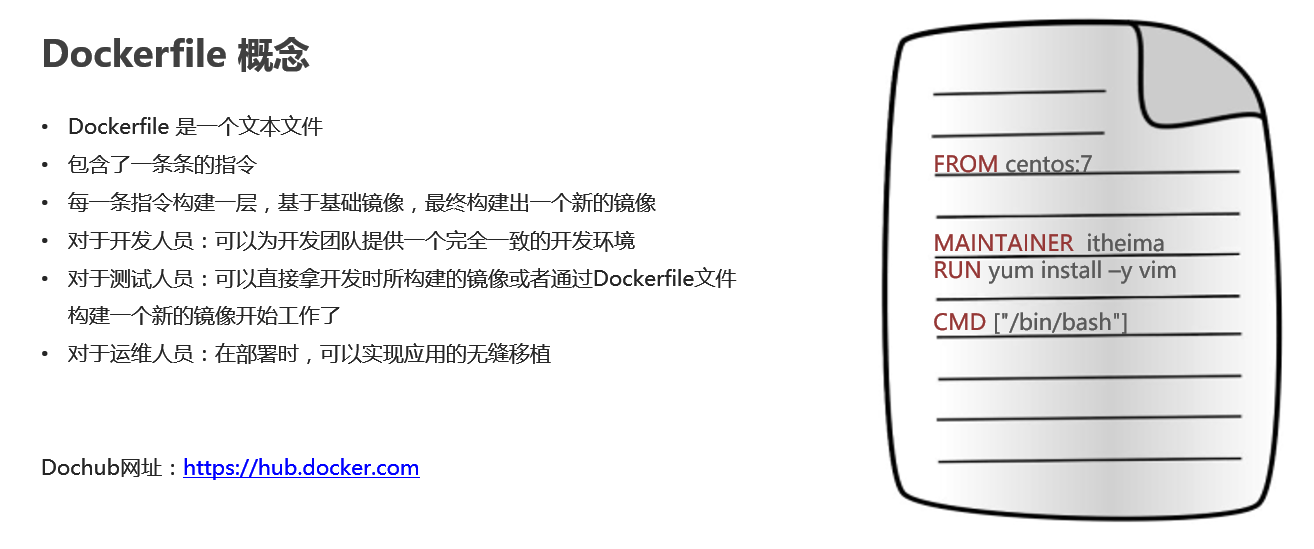 Dockerfile 概念
• Dockerfile 是一个文本文件
• 包含了一条条的指令
• 每一条指令构建一层，基于基础镜像，最终构建出一个新的镜像
• 对于开发人员：可以为开发团队提供一个完全一致的开发环境
• 对于测试人员：可以直接拿开发时所构建的镜像或者通过Dockerfile文件
构建一个新的镜像开始工作了
• 对于运维人员：在部署时，可以实现应用的无缝移植
Dochub网址：https://hub.docker.com
FROM centos:7
MAINTAINER itheima
RUN yum install –y vim
CMD ["/bin/bash"]